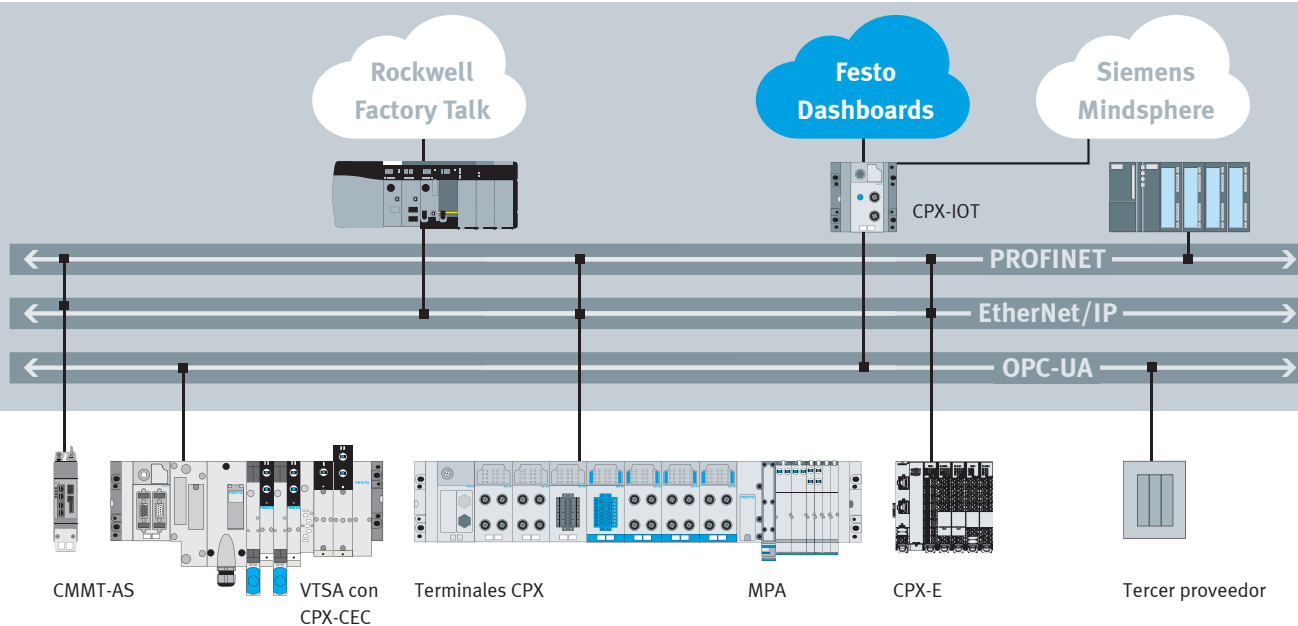 Rockwell
Factory Talk
Festo
Dashboards
Siemens
Mindsphere
CPX-IOT
PROFINET
EtherNet/IP
OPC-UA
CMMT-AS
VTSA con
CPX-CEC
Terminales CPX
MPA
CPX-E
Tercer proveedor